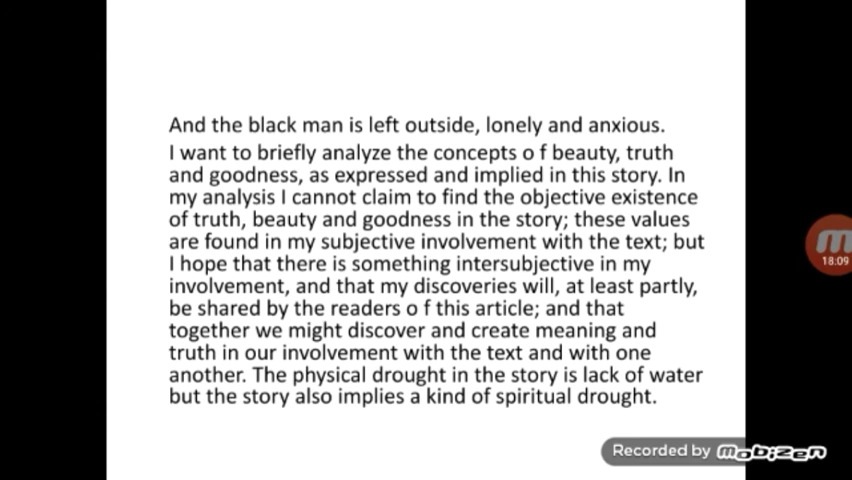 And the black man is left outside, lonely and anxious.
I want to briefly analyze the concepts o f beauty, truth
and goodness, as expressed and implied in this story. In
my analysis I cannot claim to find the objective existence
of truth, beauty and goodness in the story; these values
are found in my subjective involvement with the text; but
I hope that there is something intersubjective in my
involvement, and that my discoveries will, at least partly,
be shared by the readers o f this article; and that
together we might discover and create meaning and
truth in our involvement with the text and with one
another. The physical drought in the story is lack of water
but the story also implies a kind of spiritual drought.
18:09
Recorded by mobizen